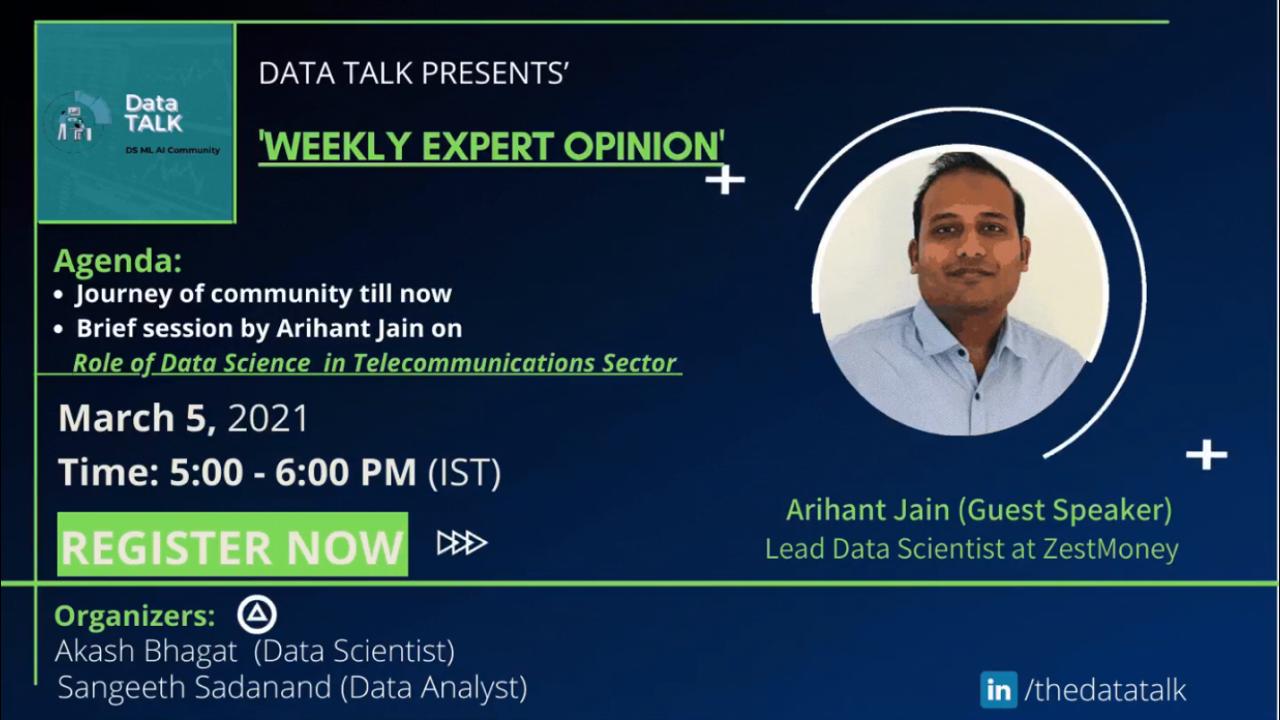 Data
TALK
DS ML AI Community
DATA TALK PRESENTS’
'WEEKLY EXPERT OPINION'
Agenda:
• Journey of community till now
• Brief session by Arihant Jain on
Role of Data Science in Telecommunications Sector
March 5, 2021
Time: 5:00 - 6:00 PM (IST)
REGISTER NOW
Arihant Jain (Guest Speaker)
Lead Data Scientist at ZestMoney
Organizers:
Akash Bhagat (Data Scientist)
Sangeeth Sadanand (Data Analyst)
in /thedatatalk